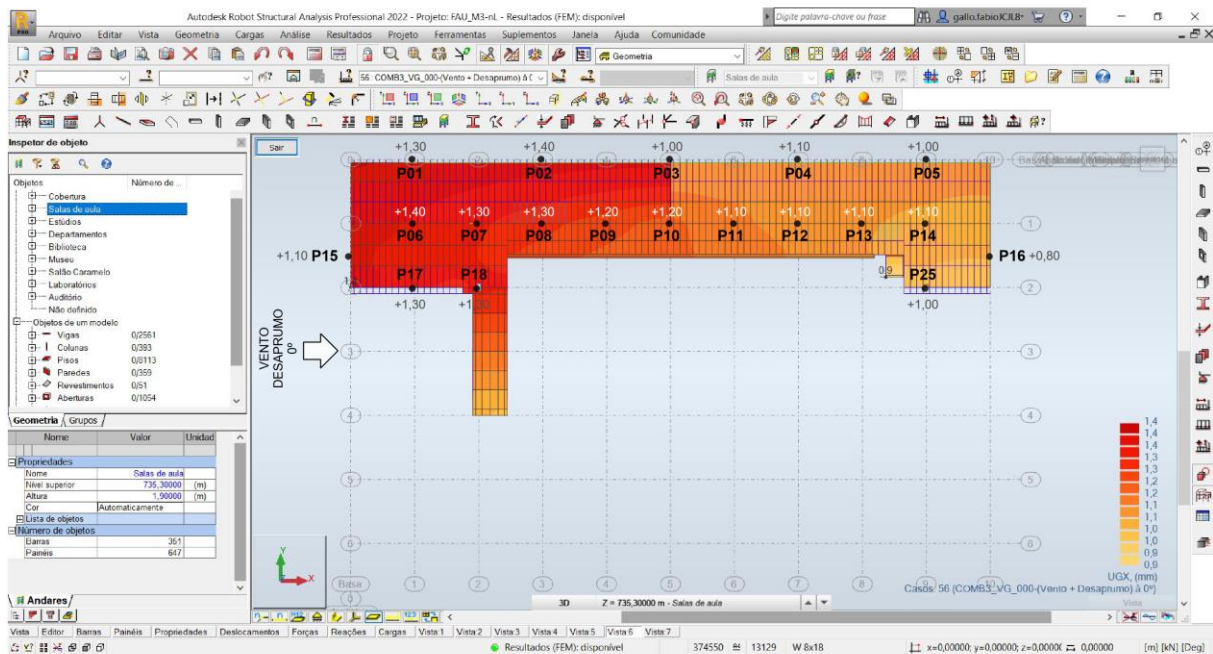 Autodesk Robot Structural Analysis Professional 2022 - Projeto: FAU_M3-nL - Resultados (FEM): disponível
Digite palavra-chave ou frase
gallo.fabioJCJL8
Arquivo Editar Vista Geometria Cargas Análise Resultados Projeto Ferramentas Suplementos Janela Ajuda Comunidade
Geometria
56 COMB3_VG_000-(Vento + Desaprumo) à
Salas de aula
Inspetor de objeto
Objetos Número de ...
Cobertura
Salas de aula
Estúdios
Departamentos
Biblioteca
Museu
Salão Caramelo
Laboratórios
Auditório
Não definido
Objetos de um modelo
Vigas 0/2561
Colunas 0/393
Pisos 0/8113
Paredes 0/359
Revestimentos 0/51
Aberturas 0/1054
Geometria Grupos
Nome Valor Unidad
Propriedades
Nome Salas de aula
Nível superior 735,30000 (m)
Altura 1,90000 (m)
Cor Automaticamente
Lista de objetos
Número de objetos
Barras 351
Painéis 647
Andares
Sair
+1,30 +1,40 +1,00 +1,10 +1,00
P01 P02 P03 P04 P05
+1,40 +1,30 +1,30 +1,20 +1,20 +1,10 +1,10 +1,10 +1,10
1 1
P06 P07 P08 P09 P10 P11 P12 P13 P14
+1,10 P15 P16 +0,80
P17 P18 0,9 P25
2 2
+1,30 +1,00
VENTO
DESAPRUMO
0º
3 3
4 4
5 5
6 6
1,4
1,4
1,4
1,3
1,3
1,2
1,2
1,1
1,1
1,0
1,0
0,9
0,9
UGX, (mm)
Casos: 56 (COMB3_VG_000-(Vento + Desaprumo) à 0º)
Y
X
Base 1 2 3 4 5 6 7 8 9
3D Z = 735,30000 m - Salas de aula
Vista
Vista Editor Barras Painéis Propriedades Deslocamentos Forças Reações Cargas Vista 1 Vista:2 Vista:3 Vista:4 Vista:5 Vista:6 Vista:7
Resultados (FEM): disponível 374550 13129 W 8x18 x=0,00000; y=0,00000; z=0,00000 0,00000 [m] [kN] [Deg]